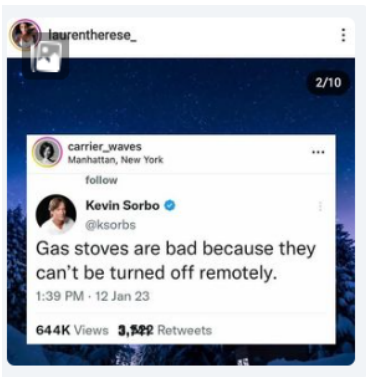 laurentherese_
2/10
carrier_waves
Manhattan, New York
follow
Kevin Sorbo
@ksorbs
Gas stoves are bad because they
can't be turned off remotely.
1:39 PM · 12 Jan 23
644K Views Retweets